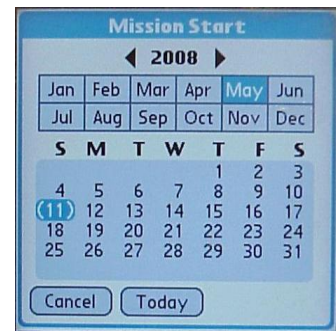 Mission Start
2008
Jan Feb Mar Apr May Jun
Jul Aug Sep Oct Nov Dec
S M T W T F S
1 2 3
4 5 6 7 8 9 10
(11) 12 13 14 15 16 17
18 19 20 21 22 23 24
25 26 27 28 29 30 31
Cancel Today